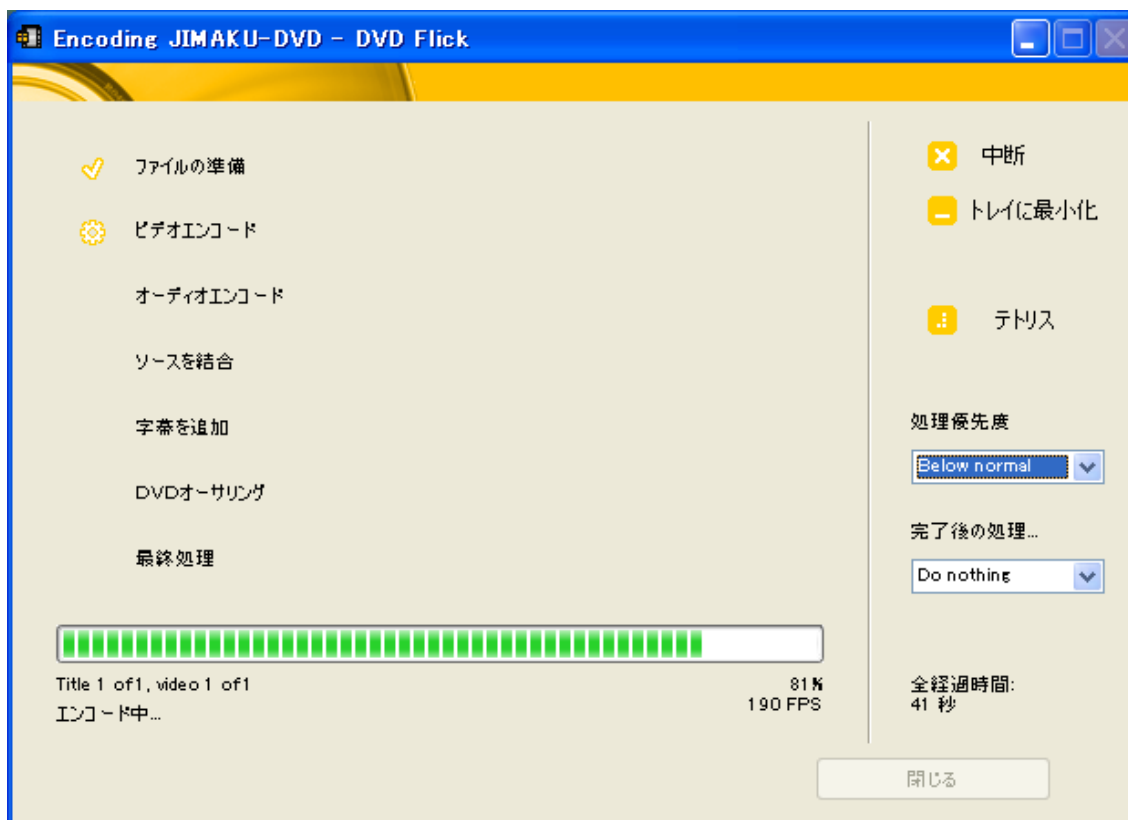 Encoding JIMAKU-DVD - DVD Flick
ファイルの準備
ビデオエンコード
オーディオエンコード
ソースを結合
字幕を追加
DVDオーサリング
最終処理
Title 1 of1, video 1 of1
81%
エンコード中...
190 FPS
中断
トレイに最小化
テトリス
処理優先度
Below normal
完了後の処理...
Do nothing
全経過時間:
41 秒
閉じる